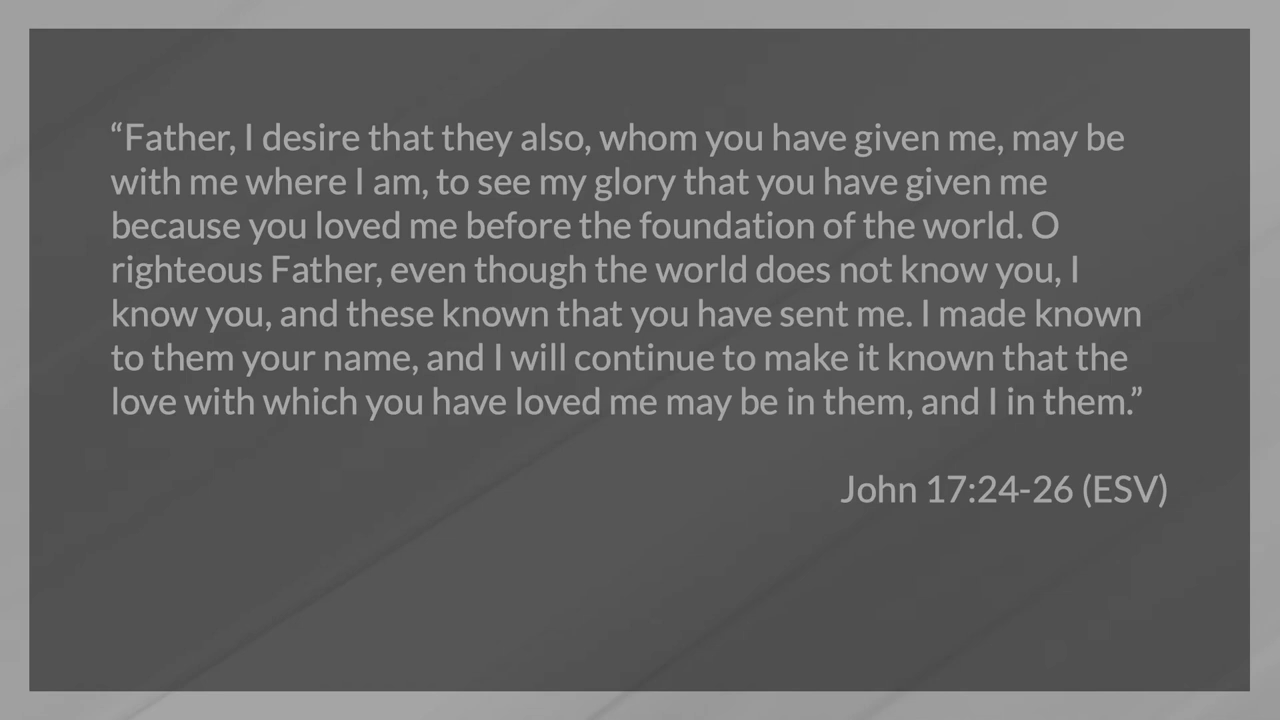 “Father, I desire that they also, whom you have given me, may be
with me where I am, to see my glory that you have given me
because you loved me before the foundation of the world. O
righteous Father, even though the world does not know you, I
know you, and these known that you have sent me. I made known
to them your name, and I will continue to make it known that the
love with which you have loved me may be in them, and I in them.”
John 17:24-26 (ESV)